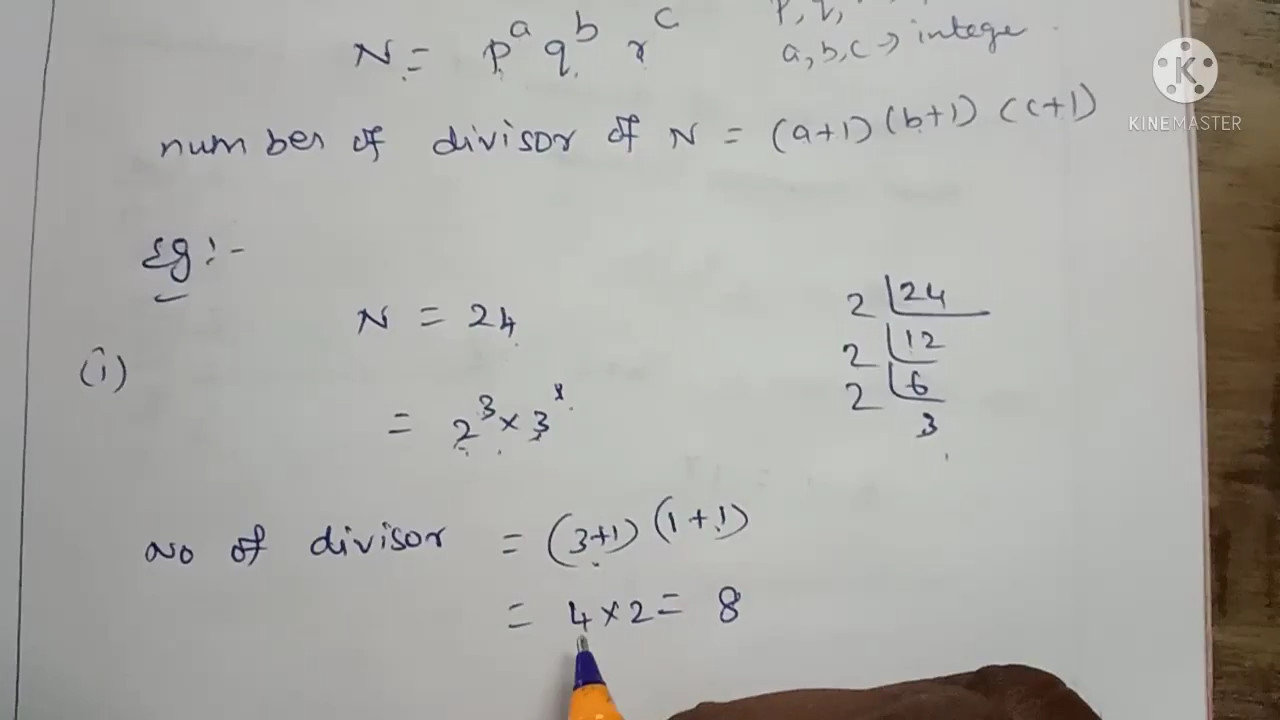 N = p^a q^b r^c
a, b, c → intege
KINEMASTER
number of divisor of N = (a+1) (b+1) (c+1)
Eg :-
N = 24
(i)
= 2^3 × 3^1
2 | 24
2 | 12
2 | 6
3
No of divisor = (3+1) (1+1)
= 4 × 2 = 8